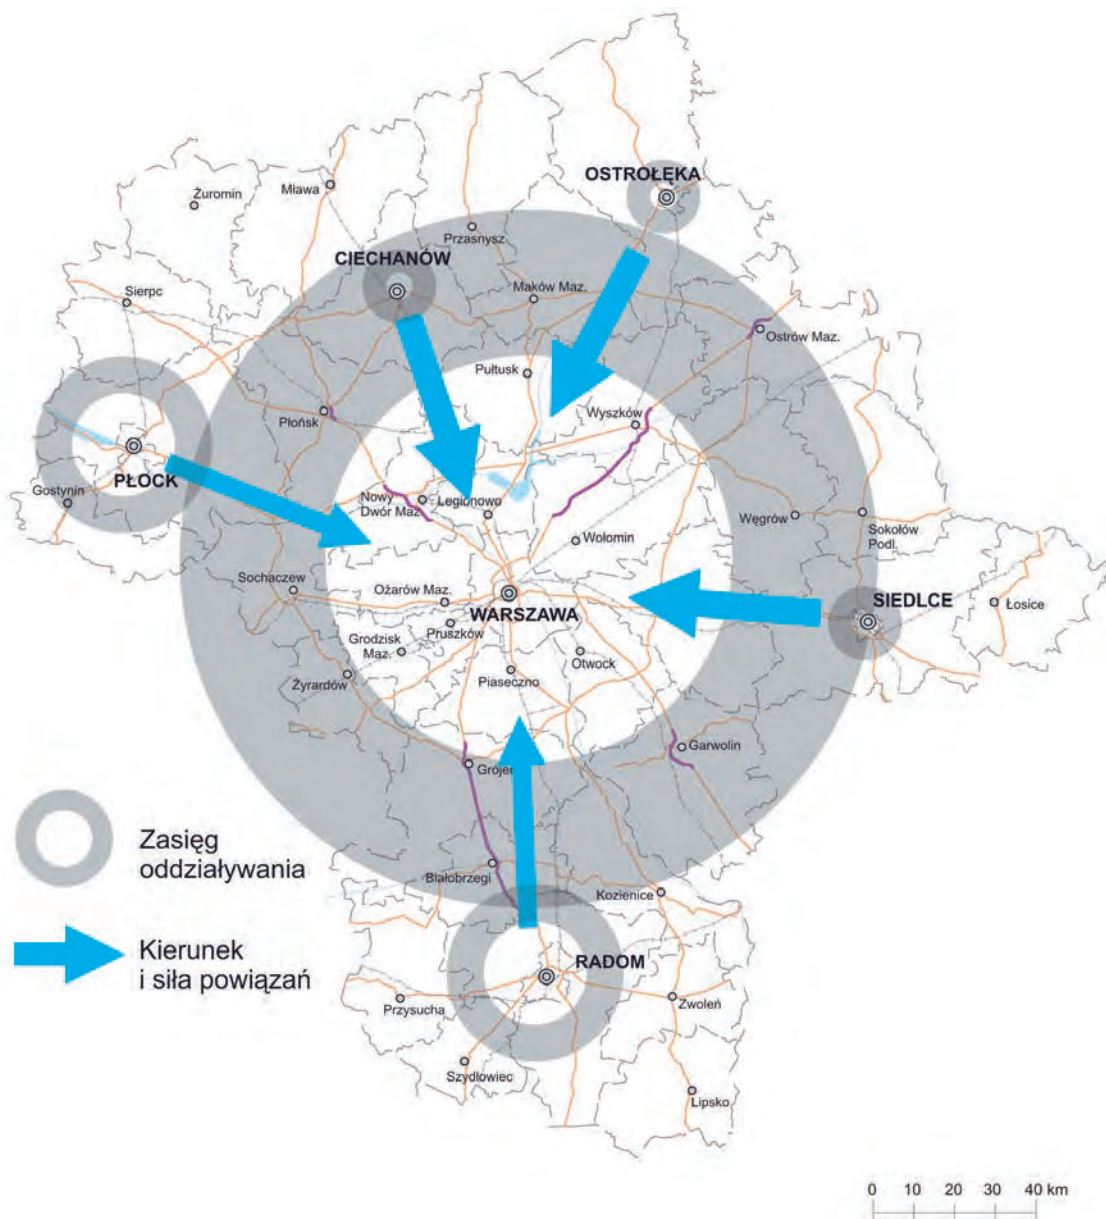 OSTROŁĘKA
Żuromin
Mława
Przasnysz
CIECHANÓW
Sierpc
Maków Maz.
Ostrów Maz.
Pułtusk
Płońsk
Wyszków
PŁOCK
Gostynin
Nowy
Dwór Maz.
Legionowo
Węgrów
Sokołów
Podl.
Wołomin
Sochaczew
Ożarów Maz.
WARSZAWA
SIEDLCE
Łosice
Pruszków
Grodzisk
Maz.
Otwock
Żyrardów
Piaseczno
Garwolin
Grójec
Zasięg
oddziaływania
Białobrzegi
Kozienice
Kierunek
i siła powiązań
RADOM
Przysucha
Zwoleń
Szydłowiec
Lipsko
0 10 20 30 40 km